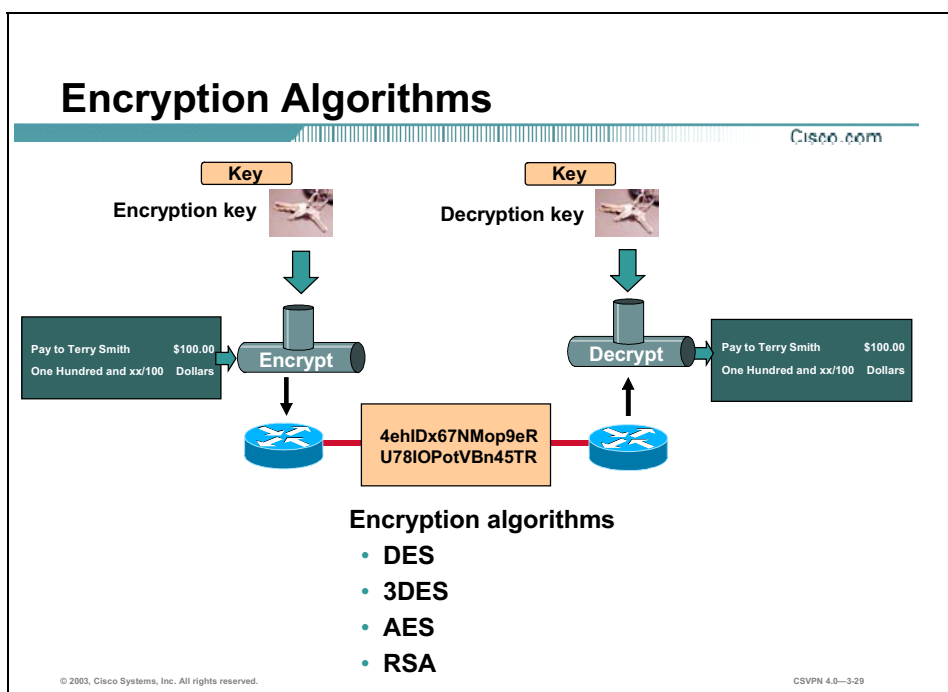 Encryption Algorithms
Cisco.com
Key
Key
Encryption key
Decryption key
Pay to Terry Smith $100.00
One Hundred and xx/100 Dollars
Encrypt
Decrypt
Pay to Terry Smith $100.00
One Hundred and xx/100 Dollars
4ehIDx67NMop9eR
U78IOPotVBn45TR
Encryption algorithms
• DES
• 3DES
• AES
• RSA
© 2003, Cisco Systems, Inc. All rights reserved.
CSVPN 4.0—3-29